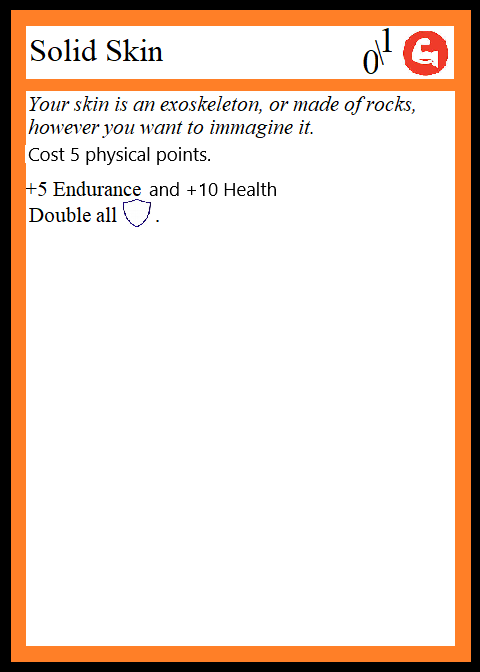 Solid Skin 0\1
Your skin is an exoskeleton, or made of rocks,
however you want to immagine it.
Cost 5 physical points.
+5 Endurance and +10 Health
Double all .